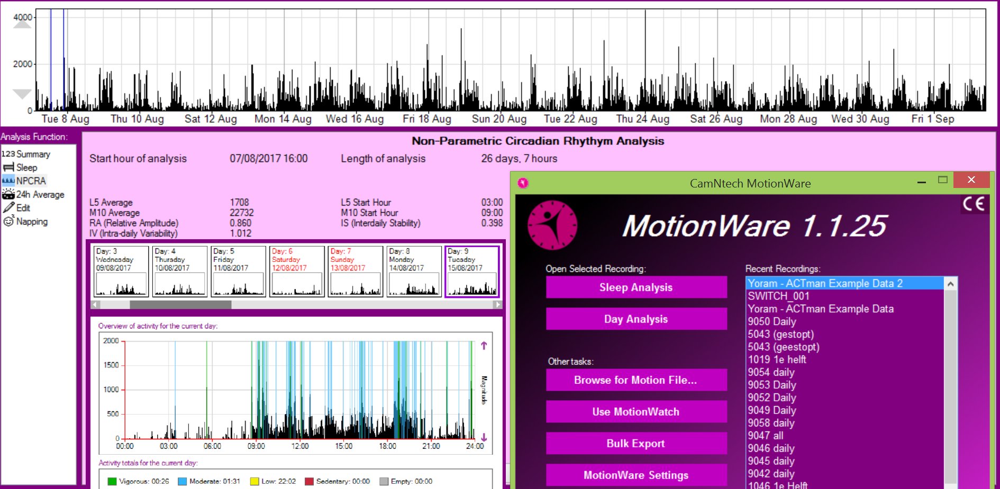 4000
2000
0
Tue 8 Aug Thu 10 Aug Sat 12 Aug Mon 14 Aug Wed 16 Aug Fri 18 Aug Sun 20 Aug Tue 22 Aug Thu 24 Aug Sat 26 Aug Mon 28 Aug Wed 30 Aug Fri 1 Sep
Analysis Function:
123 Summary
Sleep
NPCRA
24h Average
Edit
Napping
Non-Parametric Circadian Rhythym Analysis
Start hour of analysis 07/08/2017 16:00 Length of analysis 26 days, 7 hours
L5 Average 1708 L5 Start Hour 03:00
M10 Average 22732 M10 Start Hour 09:00
RA (Relative Amplitude) 0.860 IS (Interdaily Stability) 0.398
IV (Intra-daily Variability) 1.012
Day: 3
Wednesday
09/08/2017
Day: 4
Thursday
10/08/2017
Day: 5
Friday
11/08/2017
Day: 6
Saturday
12/08/2017
Day: 7
Sunday
13/08/2017
Day: 8
Monday
14/08/2017
Day: 9
Tuesday
15/08/2017
Overview of activity for the current day:
2000
1500
1000
500
0
00:00 03:00 06:00 09:00 12:00 15:00 18:00 21:00 24:00
Magnitude
Activity totals for the current day:
Vigorous: 00:26 Moderate: 01:31 Low: 22:02 Sedentary: 00:00 Empty: 00:00
CamNtech MotionWare
CE
MotionWare 1.1.25
Open Selected Recording:
Sleep Analysis
Day Analysis
Other tasks:
Browse for Motion File...
Use MotionWatch
Bulk Export
MotionWare Settings
Recent Recordings:
Yoram - ACTman Example Data 2
SWITCH_001
Yoram - ACTman Example Data
9050 Daily
5043 (gestopt)
5043 (geestopt)
1019 1e helft
9054 daily
9053 Daily
9052 Daily
9049 Daily
9058 daily
9047 all
9046 daily
9045 daily
9042 daily
1046 1e Helft